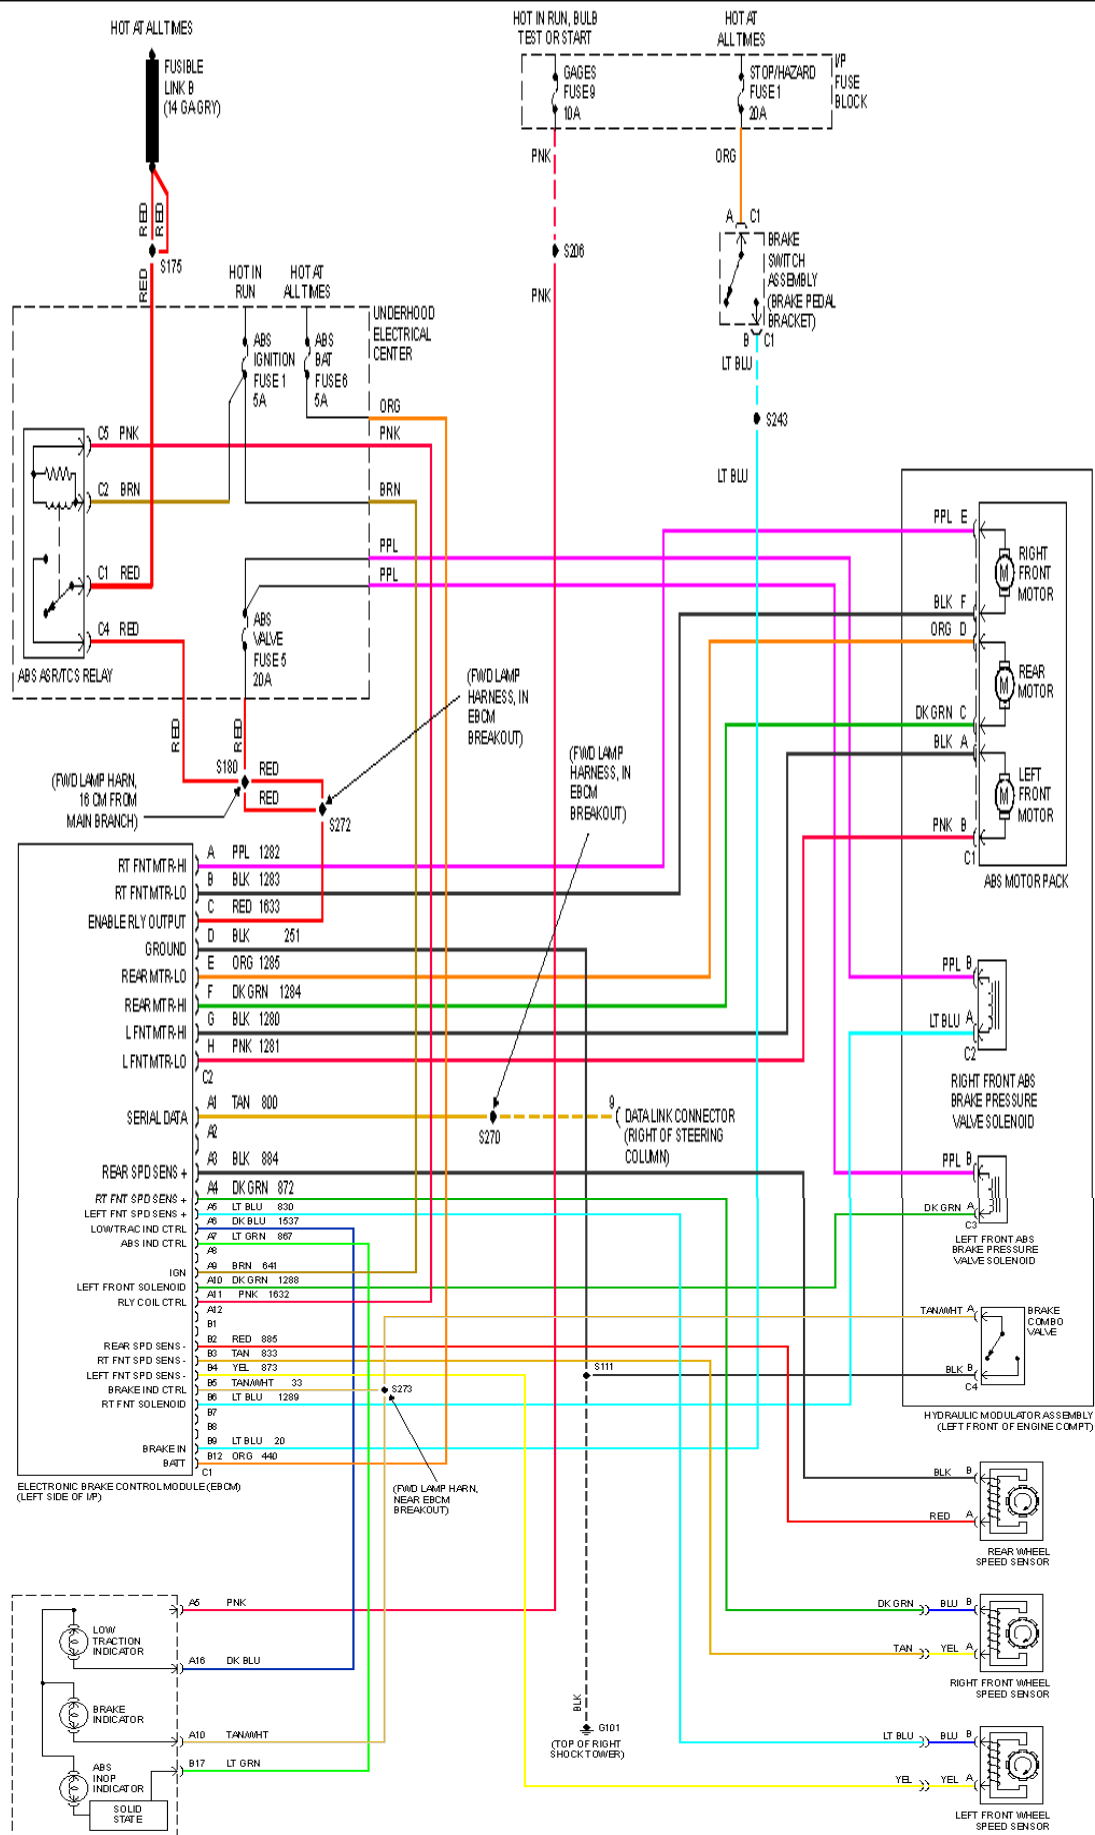 HOT AT ALL TIMES
FUSIBLE
LINK B
(14 GA GRY)
RED
RED
S175
RED
HOT IN RUN, BULB
TEST OR START
HOT AT
ALL TIMES
GAGES
FUSE 9
10A
STOP/HAZARD
FUSE 1
20A
I/P
FUSE
BLOCK
PNK
ORG
A C1
S206
PNK
BRAKE
SWITCH
ASSEMBLY
(BRAKE PEDAL
BRACKET)
B C1
LT BLU
S243
LT BLU
HOT IN
RUN
HOT AT
ALL TIMES
UNDERHOOD
ELECTRICAL
CENTER
ABS
IGNITION
FUSE 1
5A
ABS
BAT
FUSE 6
5A
ORG
PNK
BRN
PPL
PPL
C5 PNK
C2 BRN
C1 RED
C4 RED
ABS ASR/TCS RELAY
ABS
VALVE
FUSE 5
20A
RED
RED
S180
RED
RED
S272
(FWD LAMP HARN,
16 CM FROM
MAIN BRANCH)
(FWD LAMP
HARNESS, IN
EBCM
BREAKOUT)
(FWD LAMP
HARNESS, IN
EBCM
BREAKOUT)
PPL E
BLK F
ORG D
DK GRN C
BLK A
PNK B
C1
RIGHT
FRONT
MOTOR
M
REAR
MOTOR
M
LEFT
FRONT
MOTOR
M
ABS MOTOR PACK
RT FNT MTR-HI A PPL 1282
RT FNT MTR-LO B BLK 1283
ENABLE RLY OUTPUT C RED 1633
GROUND D BLK 251
REAR MTR-LO E ORG 1285
REAR MTR-HI F DK GRN 1284
L FNT MTR-HI G BLK 1280
L FNT MTR-LO H PNK 1281
C2
SERIAL DATA A1 TAN 800
A2
REAR SPD SENS + A3 BLK 884
RT FNT SPD SENS + A4 DK GRN 872
LEFT FNT SPD SENS + A5 LT BLU 830
LOW TRAC IND CTRL A6 DK BLU 1537
ABS IND CTRL A7 LT GRN 867
A8
IGN A9 BRN 641
LEFT FRONT SOLENOID A10 DK GRN 1288
RLY COIL CTRL A11 PNK 1632
A12
B1
REAR SPD SENS - B2 RED 885
RT FNT SPD SENS - B3 TAN 833
LEFT FNT SPD SENS - B4 YEL 873
BRAKE IND CTRL B5 TAN/WHT 33
RT FNT SOLENOID B6 LT BLU 1289
B7
B8
BRAKE IN B9 LT BLU 20
BATT B12 ORG 440
C1
ELECTRONIC BRAKE CONTROL MODULE (EBCM)
(LEFT SIDE OF I/P)
S270
9
DATA LINK CONNECTOR
(RIGHT OF STEERING
COLUMN)
S273
(FWD LAMP HARN,
NEAR EBCM
BREAKOUT)
S111
BLK
G101
(TOP OF RIGHT
SHOCK TOWER)
PPL B
LT BLU A
C2
RIGHT FRONT ABS
BRAKE PRESSURE
VALVE SOLENOID
PPL B
DK GRN A
C3
LEFT FRONT ABS
BRAKE PRESSURE
VALVE SOLENOID
TAN/WHT A
BRAKE
COMBO
VALVE
BLK B
C4
HYDRAULIC MODULATOR ASSEMBLY
(LEFT FRONT OF ENGINE COMPT)
BLK B
RED A
REAR WHEEL
SPEED SENSOR
DK GRN BLU B
TAN YEL A
RIGHT FRONT WHEEL
SPEED SENSOR
LT BLU BLU B
YEL YEL A
LEFT FRONT WHEEL
SPEED SENSOR
A5 PNK
LOW
TRACTION
INDICATOR
A16 DK BLU
BRAKE
INDICATOR
A10 TAN/WHT
B17 LT GRN
ABS
INOP
INDICATOR
SOLID
STATE